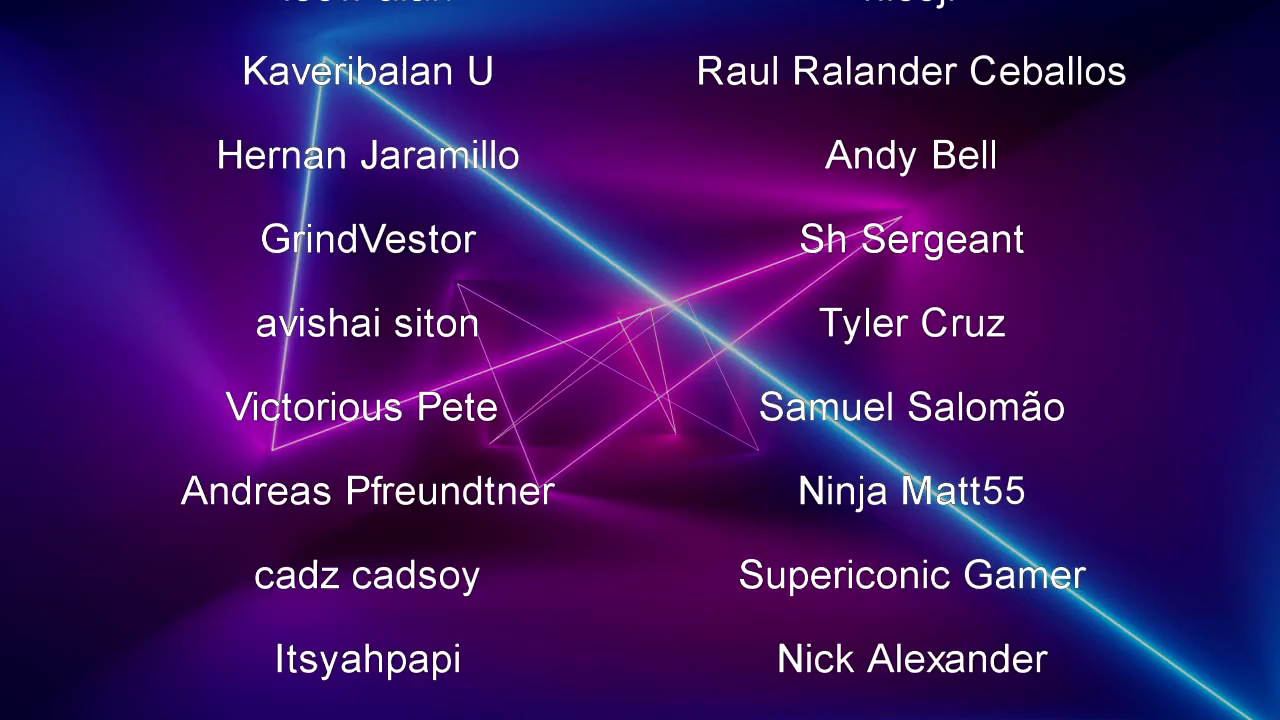 Kaveribalan U
Raul Ralander Ceballos
Hernan Jaramillo
Andy Bell
GrindVestor
Sh Sergeant
avishai siton
Tyler Cruz
Victorious Pete
Samuel Salomão
Andreas Pfreundtner
Ninja Matt55
cadz cadsoy
Supericonic Gamer
Itsyahpapi
Nick Alexander